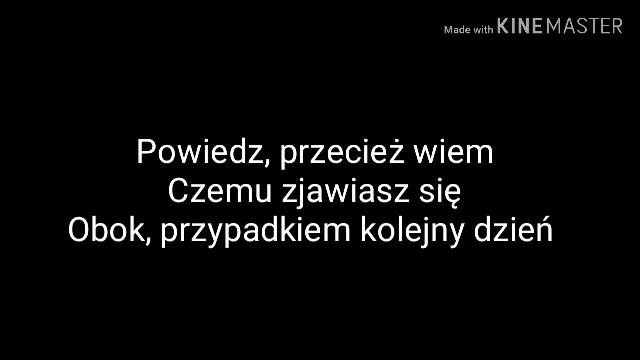 Made with KINEMASTER
Powiedz, przecież wiem
Czemu zjawiasz się
Obok, przypadkiem kolejny dzień